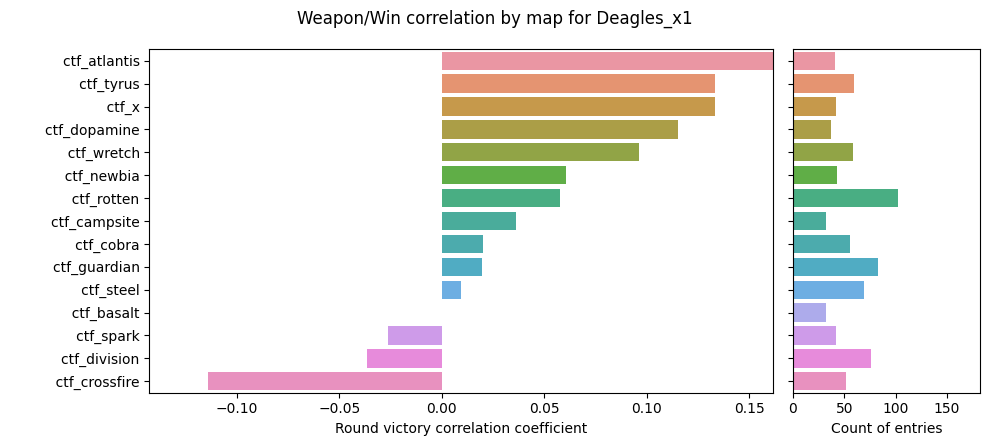 Weapon/Win correlation by map for Deagles_x1
ctf_atlantis
ctf_tyrus
ctf_x
ctf_dopamine
ctf_wretch
ctf_newbia
ctf_rotten
ctf_campsite
ctf_cobra
ctf_guardian
ctf_steel
ctf_basalt
ctf_spark
ctf_division
ctf_crossfire
−0.10 −0.05 0.00 0.05 0.10 0.15
Round victory correlation coefficient
0 50 100 150
Count of entries